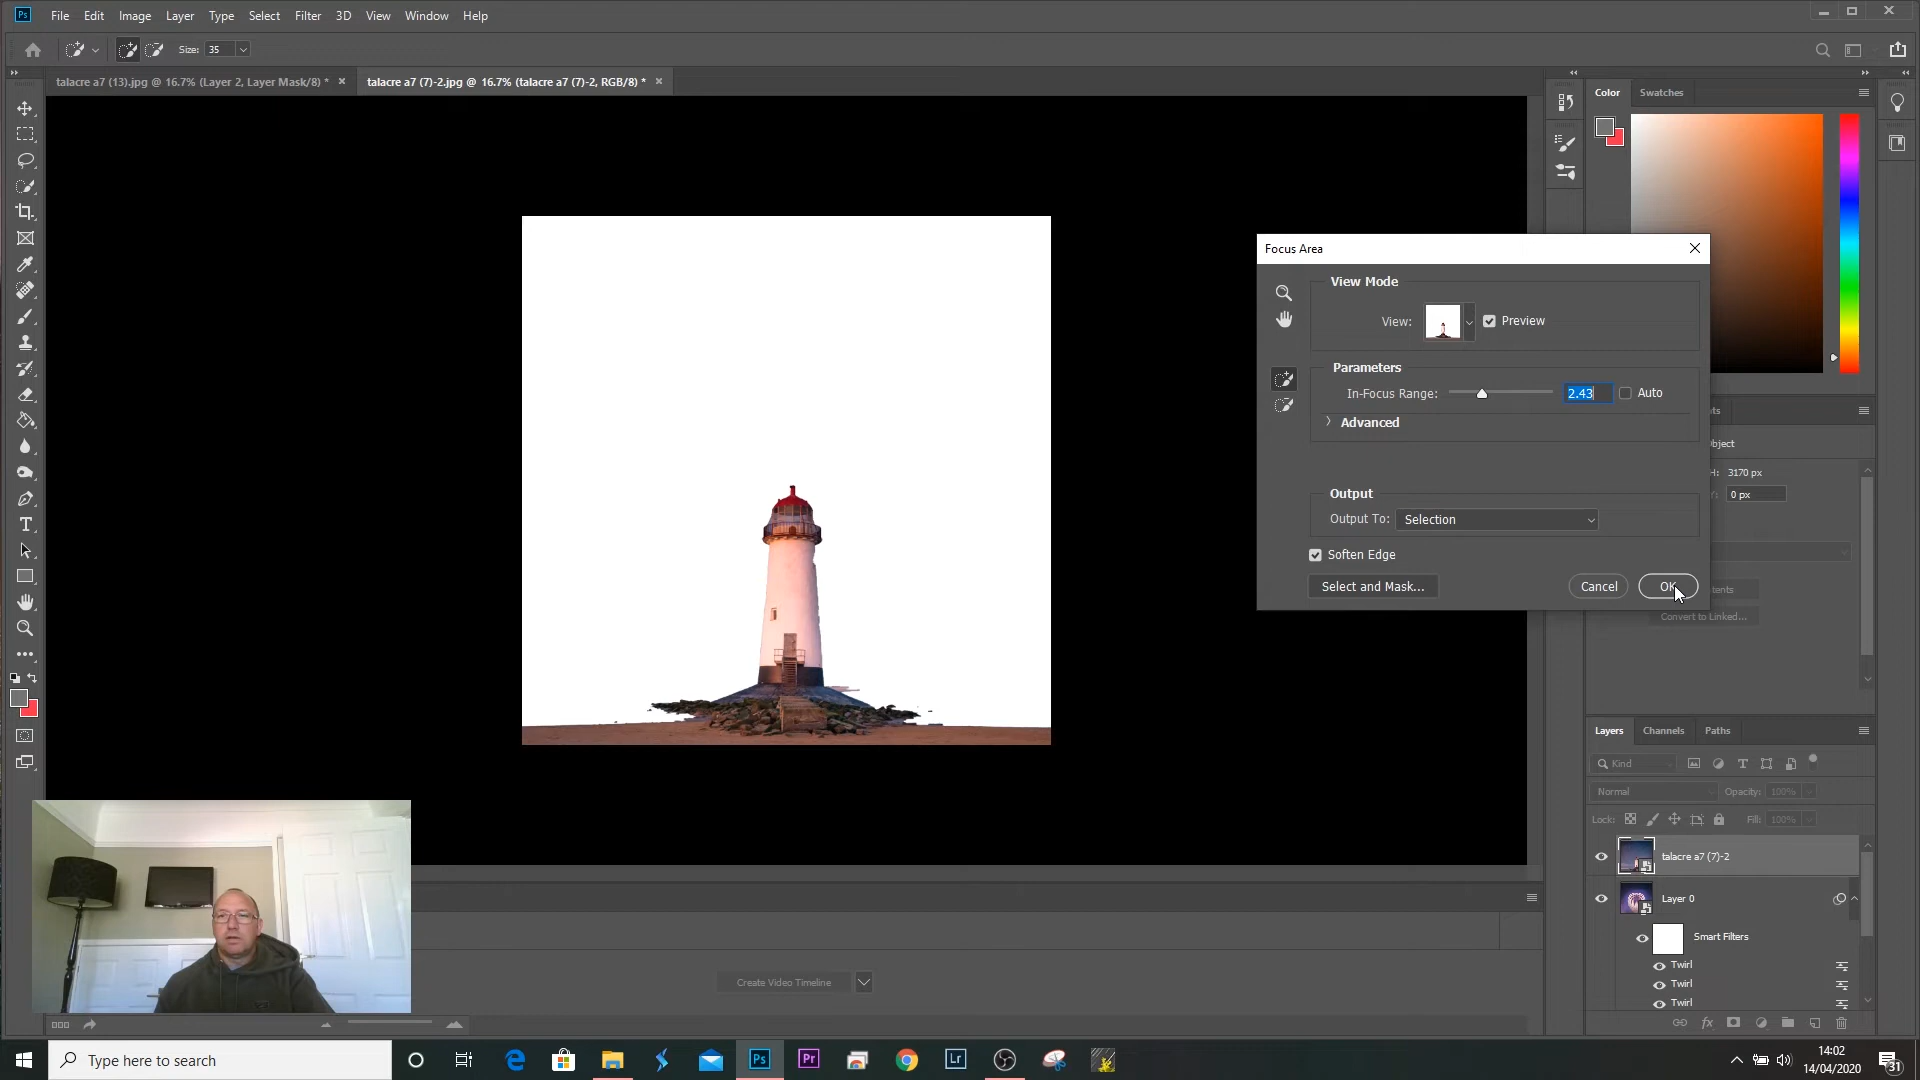 Ps File Edit Image Layer Type Select Filter 3D View Window Help
Size: 35
talacre a7 (13).jpg @ 16.7% (Layer 2, Layer Mask/8) *
talacre a7 (7)-2.jpg @ 16.7% (talacre a7 (7)-2, RGB/8) *
Color Swatches
Focus Area
View Mode
View: Preview
Parameters
In-Focus Range: 2.43 Auto
Advanced
Output
Output To: Selection
Soften Edge
Select and Mask... Cancel OK
H: 3170 px
0 px
Convert to Linked...
Layers Channels Paths
Kind
Normal Opacity: 100%
Lock: Fill: 100%
talacre a7 (7)-2
Layer 0
Smart Filters
Twirl
Twirl
Twirl
Create Video Timeline
Type here to search
Ps Pr Lr
14:02
14/04/2020
31